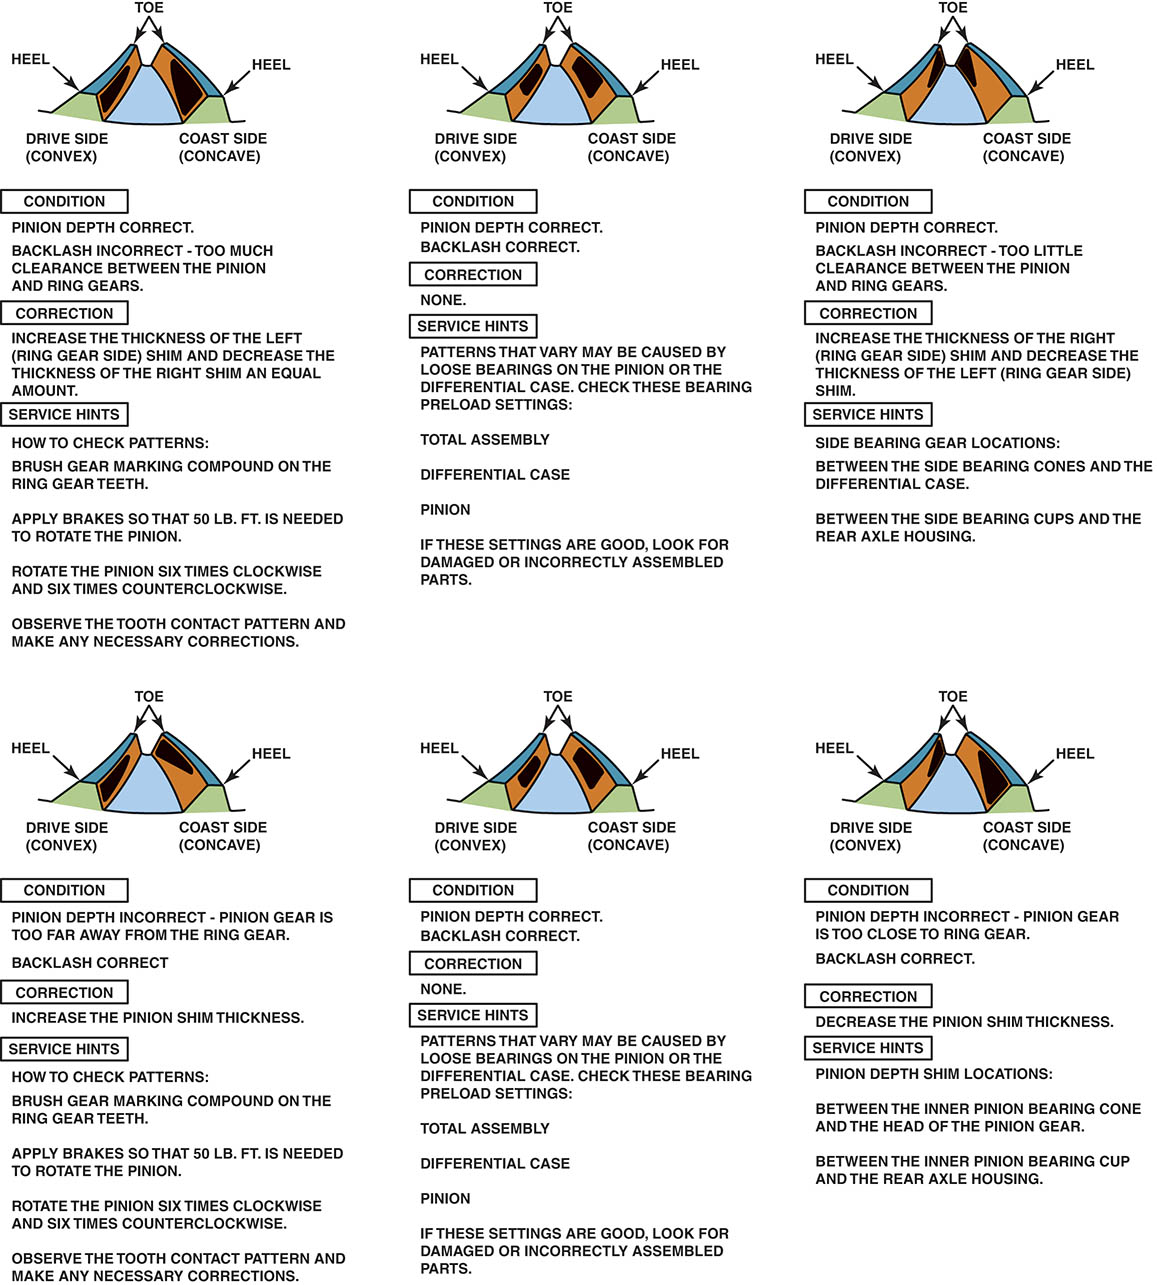 TOE
HEEL
HEEL
DRIVE SIDE
(CONVEX)
COAST SIDE
(CONCAVE)
CONDITION
PINION DEPTH CORRECT.
BACKLASH INCORRECT - TOO MUCH
CLEARANCE BETWEEN THE PINION
AND RING GEARS.
CORRECTION
INCREASE THE THICKNESS OF THE LEFT
(RING GEAR SIDE) SHIM AND DECREASE THE
THICKNESS OF THE RIGHT SHIM AN EQUAL
AMOUNT.
SERVICE HINTS
HOW TO CHECK PATTERNS:
BRUSH GEAR MARKING COMPOUND ON THE
RING GEAR TEETH.
APPLY BRAKES SO THAT 50 LB. FT. IS NEEDED
TO ROTATE THE PINION.
ROTATE THE PINION SIX TIMES CLOCKWISE
AND SIX TIMES COUNTERCLOCKWISE.
OBSERVE THE TOOTH CONTACT PATTERN AND
MAKE ANY NECESSARY CORRECTIONS.
TOE
HEEL
HEEL
DRIVE SIDE
(CONVEX)
COAST SIDE
(CONCAVE)
CONDITION
PINION DEPTH CORRECT.
BACKLASH CORRECT.
CORRECTION
NONE.
SERVICE HINTS
PATTERNS THAT VARY MAY BE CAUSED BY
LOOSE BEARINGS ON THE PINION OR THE
DIFFERENTIAL CASE. CHECK THESE BEARING
PRELOAD SETTINGS:
TOTAL ASSEMBLY
DIFFERENTIAL CASE
PINION
IF THESE SETTINGS ARE GOOD, LOOK FOR
DAMAGED OR INCORRECTLY ASSEMBLED
PARTS.
TOE
HEEL
HEEL
DRIVE SIDE
(CONVEX)
COAST SIDE
(CONCAVE)
CONDITION
PINION DEPTH CORRECT.
BACKLASH INCORRECT - TOO LITTLE
CLEARANCE BETWEEN THE PINION
AND RING GEARS.
CORRECTION
INCREASE THE THICKNESS OF THE RIGHT
(RING GEAR SIDE) SHIM AND DECREASE THE
THICKNESS OF THE LEFT (RING GEAR SIDE)
SHIM.
SERVICE HINTS
SIDE BEARING GEAR LOCATIONS:
BETWEEN THE SIDE BEARING CONES AND THE
DIFFERENTIAL CASE.
BETWEEN THE SIDE BEARING CUPS AND THE
REAR AXLE HOUSING.
TOE
HEEL
HEEL
DRIVE SIDE
(CONVEX)
COAST SIDE
(CONCAVE)
CONDITION
PINION DEPTH INCORRECT - PINION GEAR IS
TOO FAR AWAY FROM THE RING GEAR.
BACKLASH CORRECT
CORRECTION
INCREASE THE PINION SHIM THICKNESS.
SERVICE HINTS
HOW TO CHECK PATTERNS:
BRUSH GEAR MARKING COMPOUND ON THE
RING GEAR TEETH.
APPLY BRAKES SO THAT 50 LB. FT. IS NEEDED
TO ROTATE THE PINION.
ROTATE THE PINION SIX TIMES CLOCKWISE
AND SIX TIMES COUNTERCLOCKWISE.
OBSERVE THE TOOTH CONTACT PATTERN AND
MAKE ANY NECESSARY CORRECTIONS.
TOE
HEEL
HEEL
DRIVE SIDE
(CONVEX)
COAST SIDE
(CONCAVE)
CONDITION
PINION DEPTH CORRECT.
BACKLASH CORRECT.
CORRECTION
NONE.
SERVICE HINTS
PATTERNS THAT VARY MAY BE CAUSED BY
LOOSE BEARINGS ON THE PINION OR THE
DIFFERENTIAL CASE. CHECK THESE BEARING
PRELOAD SETTINGS:
TOTAL ASSEMBLY
DIFFERENTIAL CASE
PINION
IF THESE SETTINGS ARE GOOD, LOOK FOR
DAMAGED OR INCORRECTLY ASSEMBLED
PARTS.
TOE
HEEL
HEEL
DRIVE SIDE
(CONVEX)
COAST SIDE
(CONCAVE)
CONDITION
PINION DEPTH INCORRECT - PINION GEAR
IS TOO CLOSE TO RING GEAR.
BACKLASH CORRECT.
CORRECTION
DECREASE THE PINION SHIM THICKNESS.
SERVICE HINTS
PINION DEPTH SHIM LOCATIONS:
BETWEEN THE INNER PINION BEARING CONE
AND THE HEAD OF THE PINION GEAR.
BETWEEN THE INNER PINION BEARING CUP
AND THE REAR AXLE HOUSING.